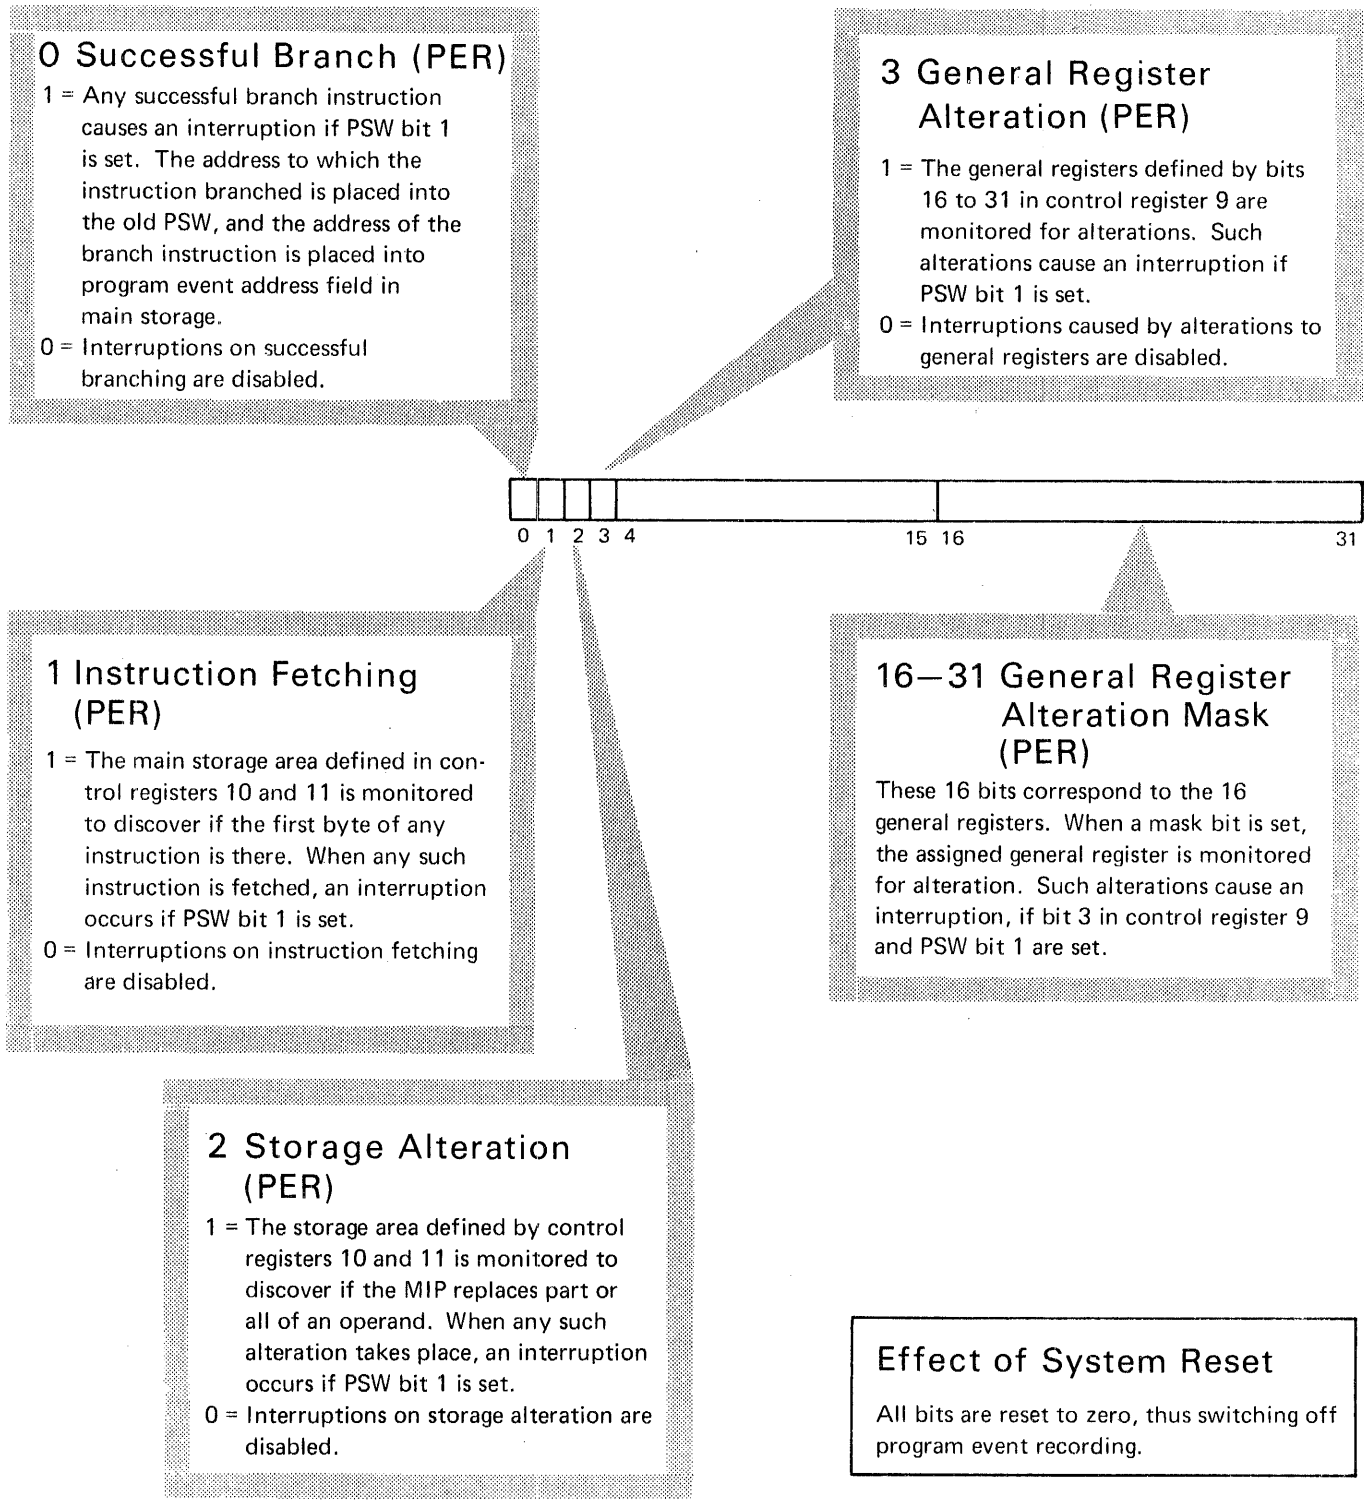 0 Successful Branch (PER)
1 = Any successful branch instruction
causes an interruption if PSW bit 1
is set. The address to which the
instruction branched is placed into
the old PSW, and the address of the
branch instruction is placed into
program event address field in
main storage.
0 = Interruptions on successful
branching are disabled.
3 General Register
Alteration (PER)
1 = The general registers defined by bits
16 to 31 in control register 9 are
monitored for alterations. Such
alterations cause an interruption if
PSW bit 1 is set.
0 = Interruptions caused by alterations to
general registers are disabled.
0 1 2 3 4 15 16 31
1 Instruction Fetching
(PER)
1 = The main storage area defined in con-
trol registers 10 and 11 is monitored
to discover if the first byte of any
instruction is there. When any such
instruction is fetched, an interruption
occurs if PSW bit 1 is set.
0 = Interruptions on instruction fetching
are disabled.
16—31 General Register
Alteration Mask
(PER)
These 16 bits correspond to the 16
general registers. When a mask bit is set,
the assigned general register is monitored
for alteration. Such alterations cause an
interruption, if bit 3 in control register 9
and PSW bit 1 are set.
2 Storage Alteration
(PER)
1 = The storage area defined by control
registers 10 and 11 is monitored to
discover if the MIP replaces part or
all of an operand. When any such
alteration takes place, an interruption
occurs if PSW bit 1 is set.
0 = Interruptions on storage alteration are
disabled.
Effect of System Reset
All bits are reset to zero, thus switching off
program event recording.